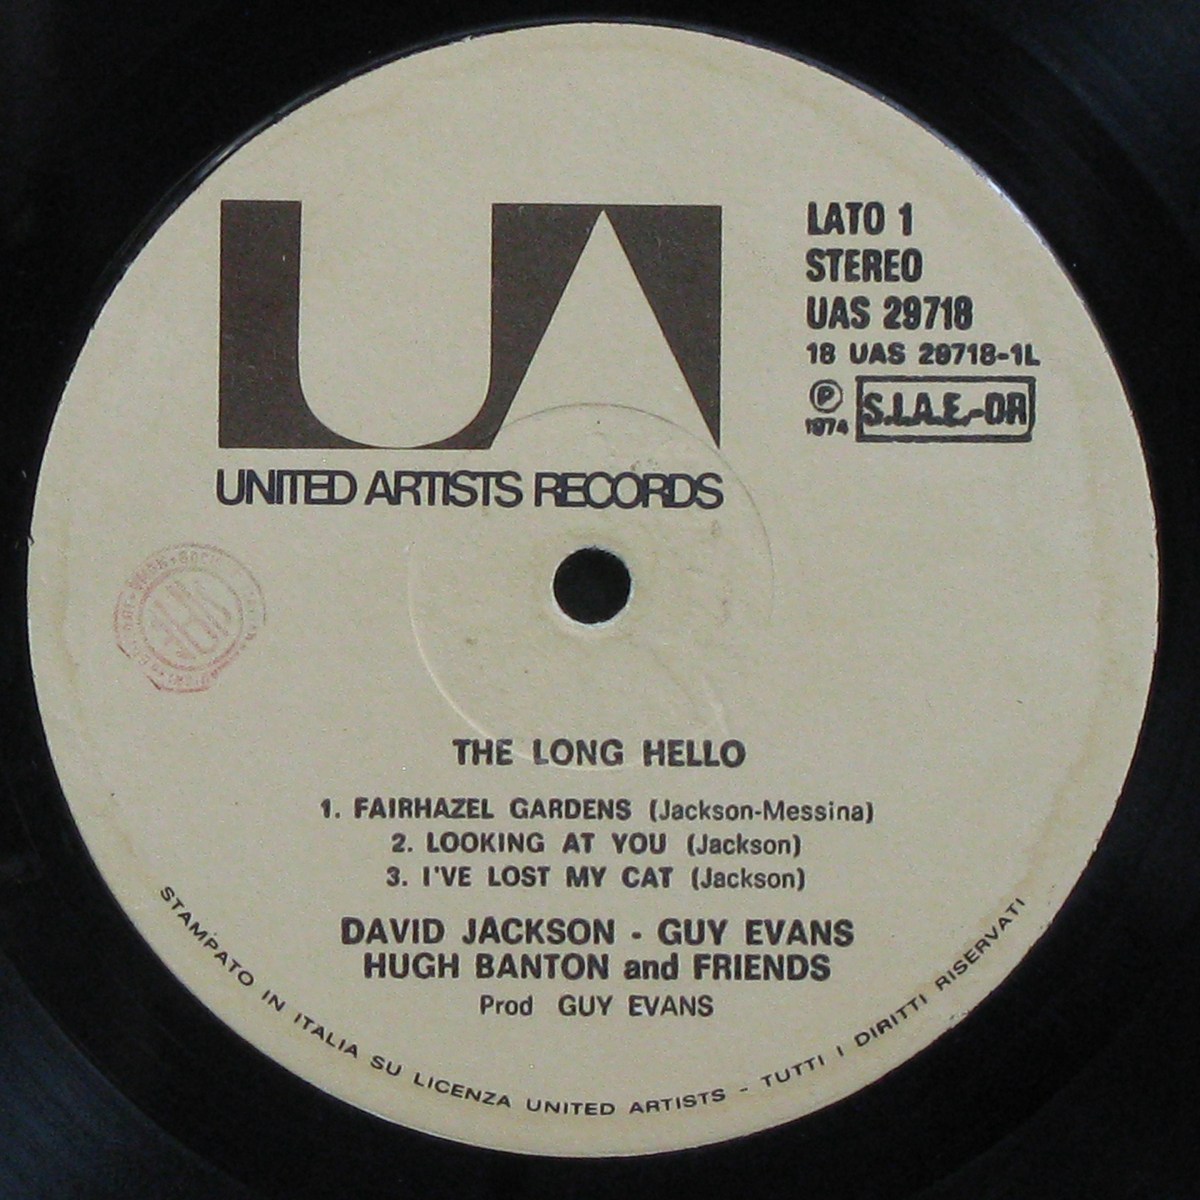 UA
UNITED ARTISTS RECORDS
LATO 1
STEREO
UAS 29718
18 UAS 29718-1L
Ⓟ 1974
S.I.A.E.-DR
THE LONG HELLO
1. FAIRHAZEL GARDENS (Jackson-Messina)
2. LOOKING AT YOU (Jackson)
3. I'VE LOST MY CAT (Jackson)
DAVID JACKSON - GUY EVANS
HUGH BANTON and FRIENDS
Prod GUY EVANS
STAMPATO IN ITALIA SU LICENZA UNITED ARTISTS - TUTTI I DIRITTI RISERVATI